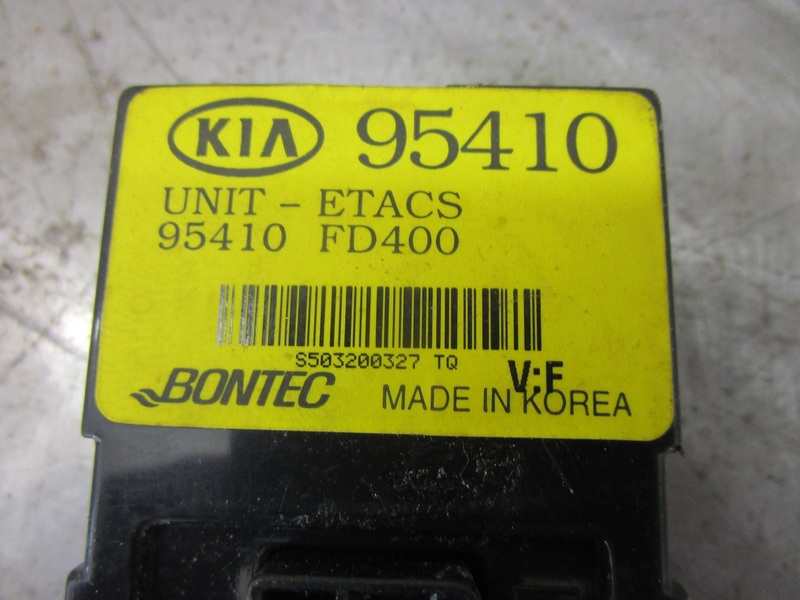 KIA 95410
UNIT - ETACS
95410 FD400
S503200327 TQ
V:F
BONTEC MADE IN KOREA